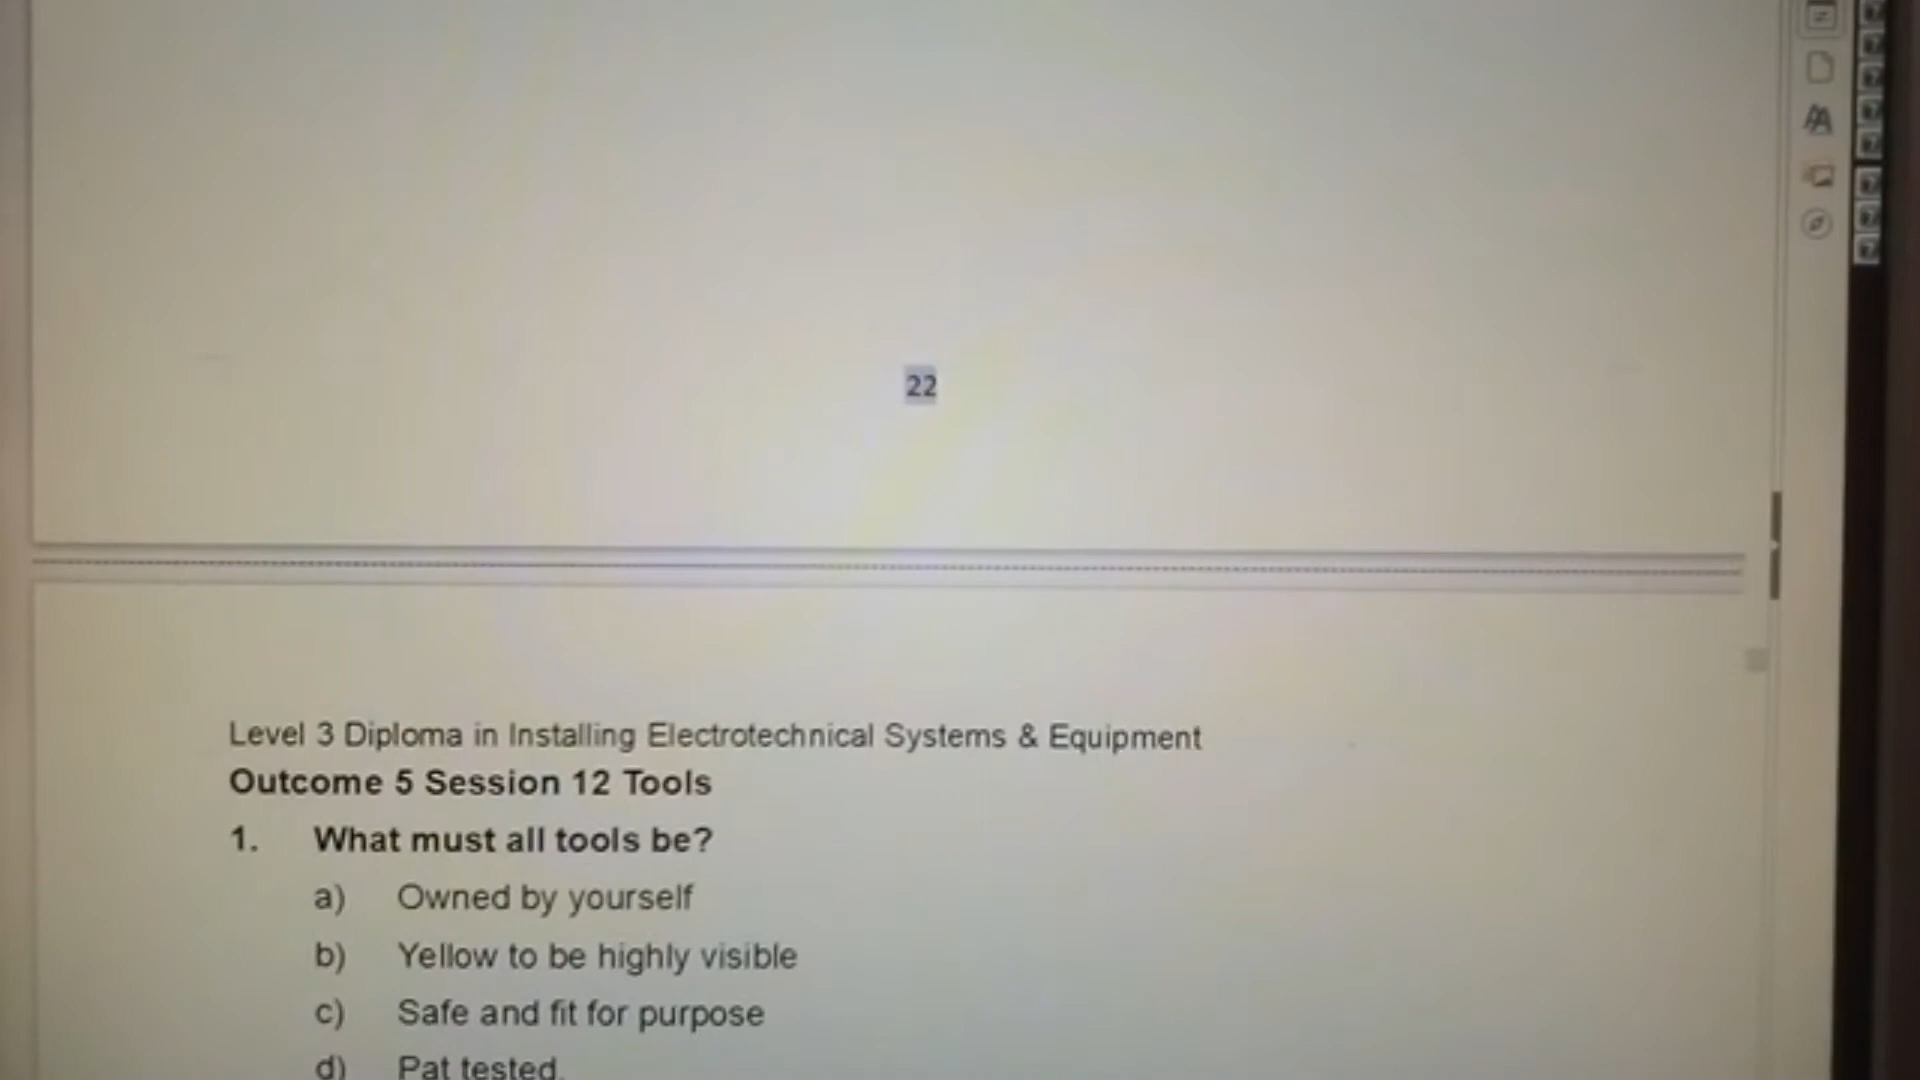 22
Level 3 Diploma in Installing Electrotechnical Systems & Equipment
Outcome 5 Session 12 Tools
1. What must all tools be?
a) Owned by yourself
b) Yellow to be highly visible
c) Safe and fit for purpose
d) Pat tested.